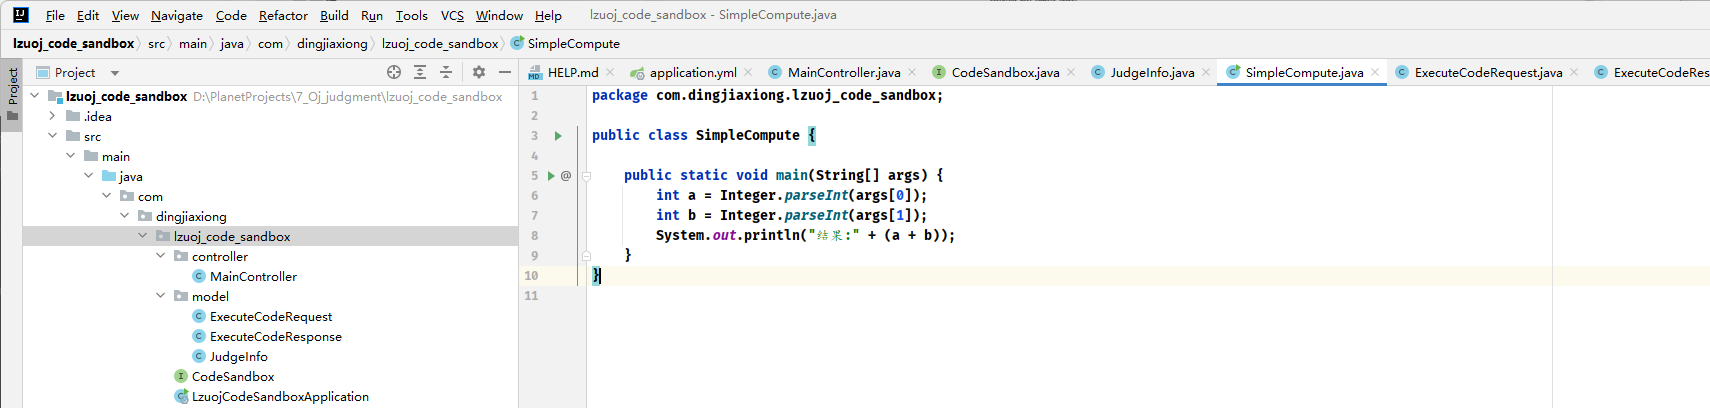 File Edit View Navigate Code Refactor Build Run Tools VCS Window Help lzuoj_code_sandbox - SimpleCompute.java
lzuoj_code_sandbox src main java com dingjiaxiong lzuoj_code_sandbox SimpleCompute
Project
Project
HELP.md application.yml MainController.java CodeSandbox.java JudgeInfo.java SimpleCompute.java ExecuteCodeRequest.java ExecuteCodeRes
lzuoj_code_sandbox D:\PlanetProjects\7_Oj_judgment\lzuoj_code_sandbox
.idea
src
main
java
com
dingjiaxiong
lzuoj_code_sandbox
controller
MainController
model
ExecuteCodeRequest
ExecuteCodeResponse
JudgeInfo
CodeSandbox
LzuojCodeSandboxApplication
1 package com.dingjiaxiong.lzuoj_code_sandbox;
2
3 public class SimpleCompute {
4
5 @ public static void main(String[] args) {
6 int a = Integer.parseInt(args[0]);
7 int b = Integer.parseInt(args[1]);
8 System.out.println("结果:" + (a + b));
9 }
10 }
11